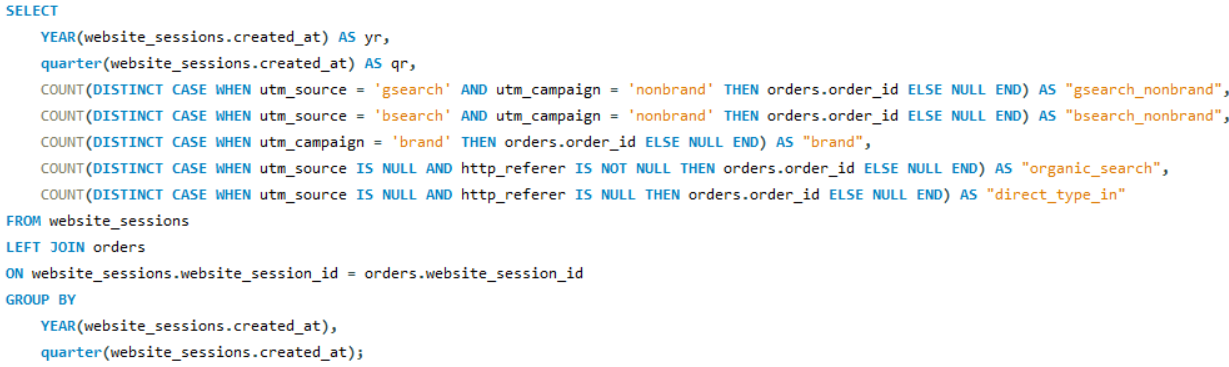 SELECT
YEAR(website_sessions.created_at) AS yr,
quarter(website_sessions.created_at) AS qr,
COUNT(DISTINCT CASE WHEN utm_source = 'gsearch' AND utm_campaign = 'nonbrand' THEN orders.order_id ELSE NULL END) AS "gsearch_nonbrand",
COUNT(DISTINCT CASE WHEN utm_source = 'bsearch' AND utm_campaign = 'nonbrand' THEN orders.order_id ELSE NULL END) AS "bsearch_nonbrand",
COUNT(DISTINCT CASE WHEN utm_campaign = 'brand' THEN orders.order_id ELSE NULL END) AS "brand",
COUNT(DISTINCT CASE WHEN utm_source IS NULL AND http_referer IS NOT NULL THEN orders.order_id ELSE NULL END) AS "organic_search",
COUNT(DISTINCT CASE WHEN utm_source IS NULL AND http_referer IS NULL THEN orders.order_id ELSE NULL END) AS "direct_type_in"
FROM website_sessions
LEFT JOIN orders
ON website_sessions.website_session_id = orders.website_session_id
GROUP BY
YEAR(website_sessions.created_at),
quarter(website_sessions.created_at);